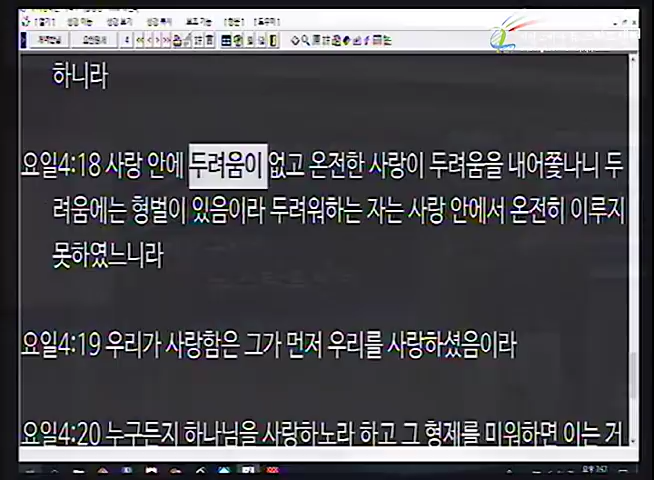 하니라
요일4:18 사랑 안에 두려움이 없고 온전한 사랑이 두려움을 내어쫓나니 두
려움에는 형벌이 있음이라 두려워하는 자는 사랑 안에서 온전히 이루지
못하였느니라
요일4:19 우리가 사랑함은 그가 먼저 우리를 사랑하셨음이라
요일4:20 누구든지 하나님을 사랑하노라 하고 그 형제를 미워하면 이는 거